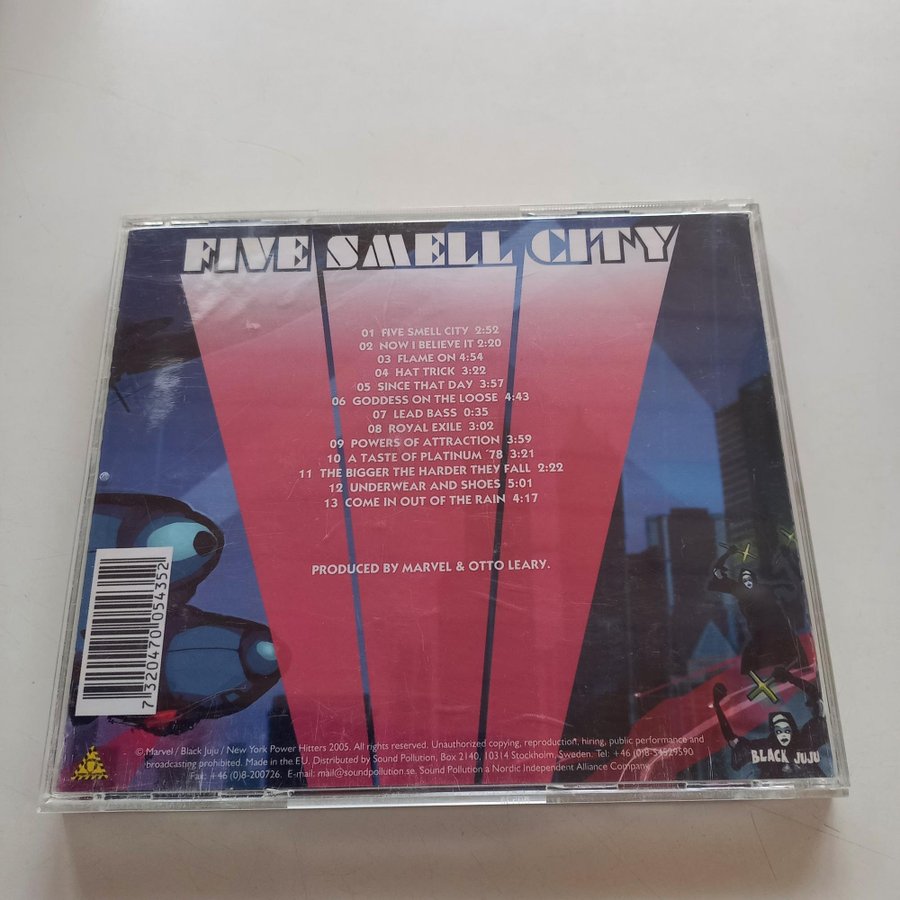 FIVE SMELL CITY
01 FIVE SMELL CITY 2:52
02 NOW I BELIEVE IT 2:20
03 FLAME ON 4:54
04 HAT TRICK 3:22
05 SINCE THAT DAY 3:57
06 GODDESS ON THE LOOSE 4:43
07 LEAD BASS 0:35
08 ROYAL EXILE 3:02
09 POWERS OF ATTRACTION 3:59
10 A TASTE OF PLATINUM ´78 3:21
11 THE BIGGER THE HARDER THEY FALL 2:22
12 UNDERWEAR AND SHOES 5:01
13 COME IN OUT OF THE RAIN 4:17
PRODUCED BY MARVEL & OTTO LEARY.
7 320470 054352
© Marvel / Black Juju / New York Power Hitters 2005. All rights reserved. Unauthorized copying, reproduction, hiring, public performance and
broadcasting prohibited. Made in the EU. Distributed by Sound Pollution, Box 2140, 10314 Stockholm, Sweden. Tel: +46 (0)8-54529590
Fax: +46 (0)8-200726. E-mail: mail@soundpollution.se. Sound Pollution a Nordic Independent Alliance Company.
BLACK JUJU